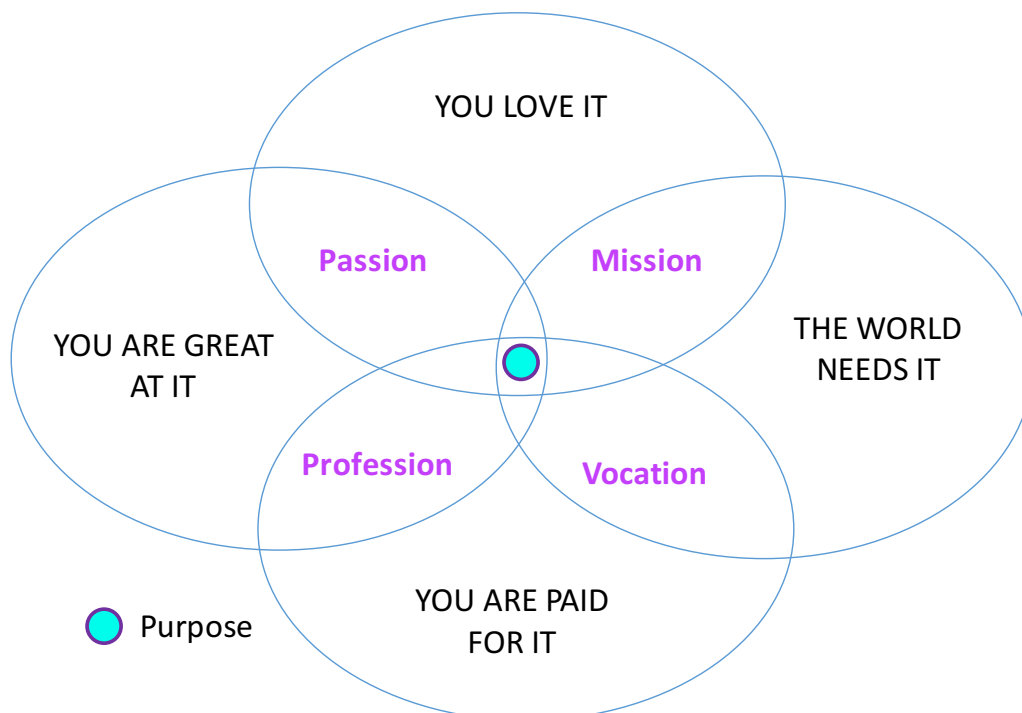 YOU LOVE IT
Passion
Mission
YOU ARE GREAT
AT IT
THE WORLD
NEEDS IT
Profession
Vocation
YOU ARE PAID
FOR IT
Purpose